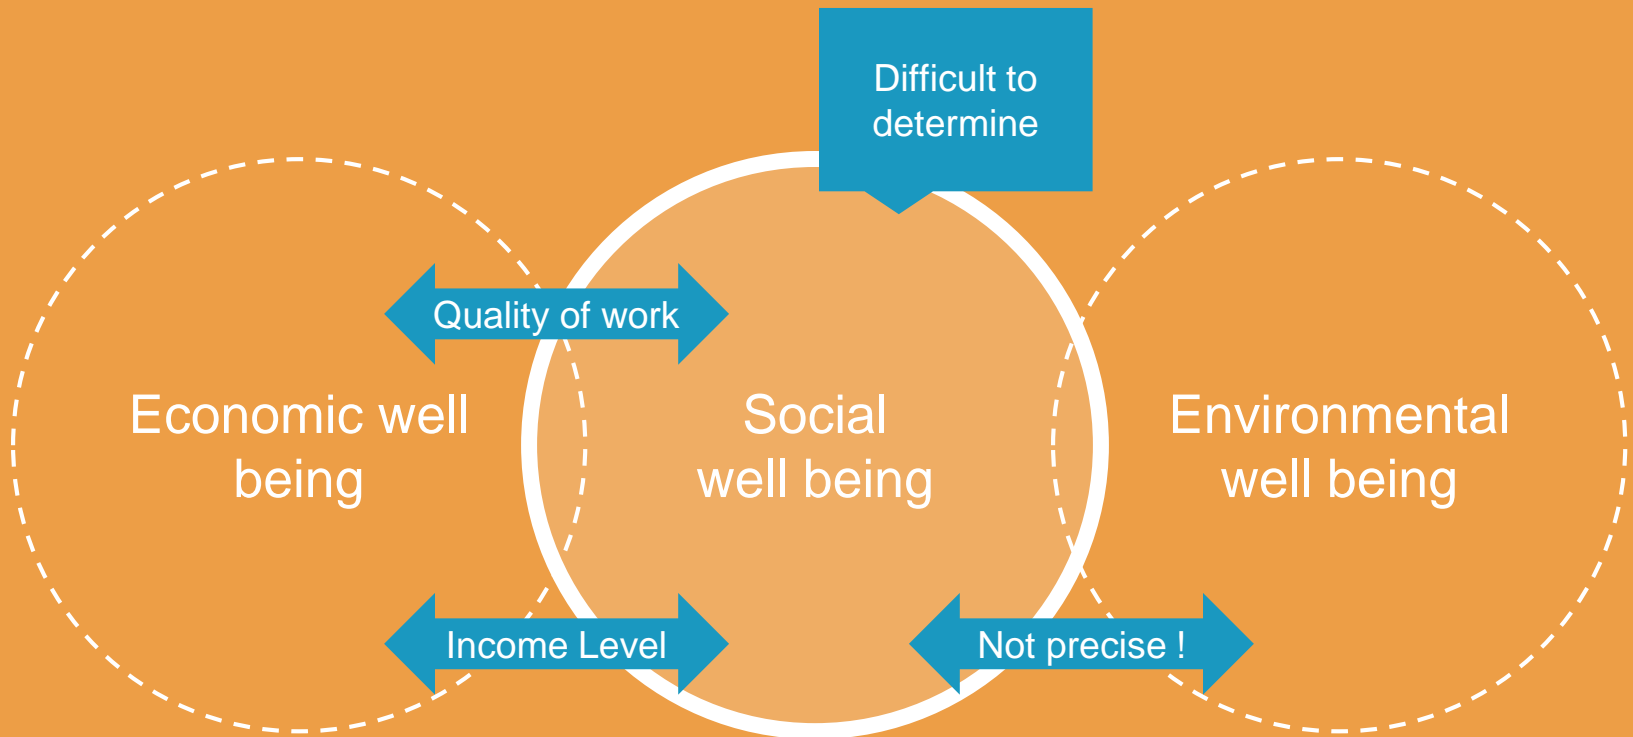 Difficult to
determine
Quality of work
Economic well
being
Social
well being
Environmental
well being
Income Level
Not precise !